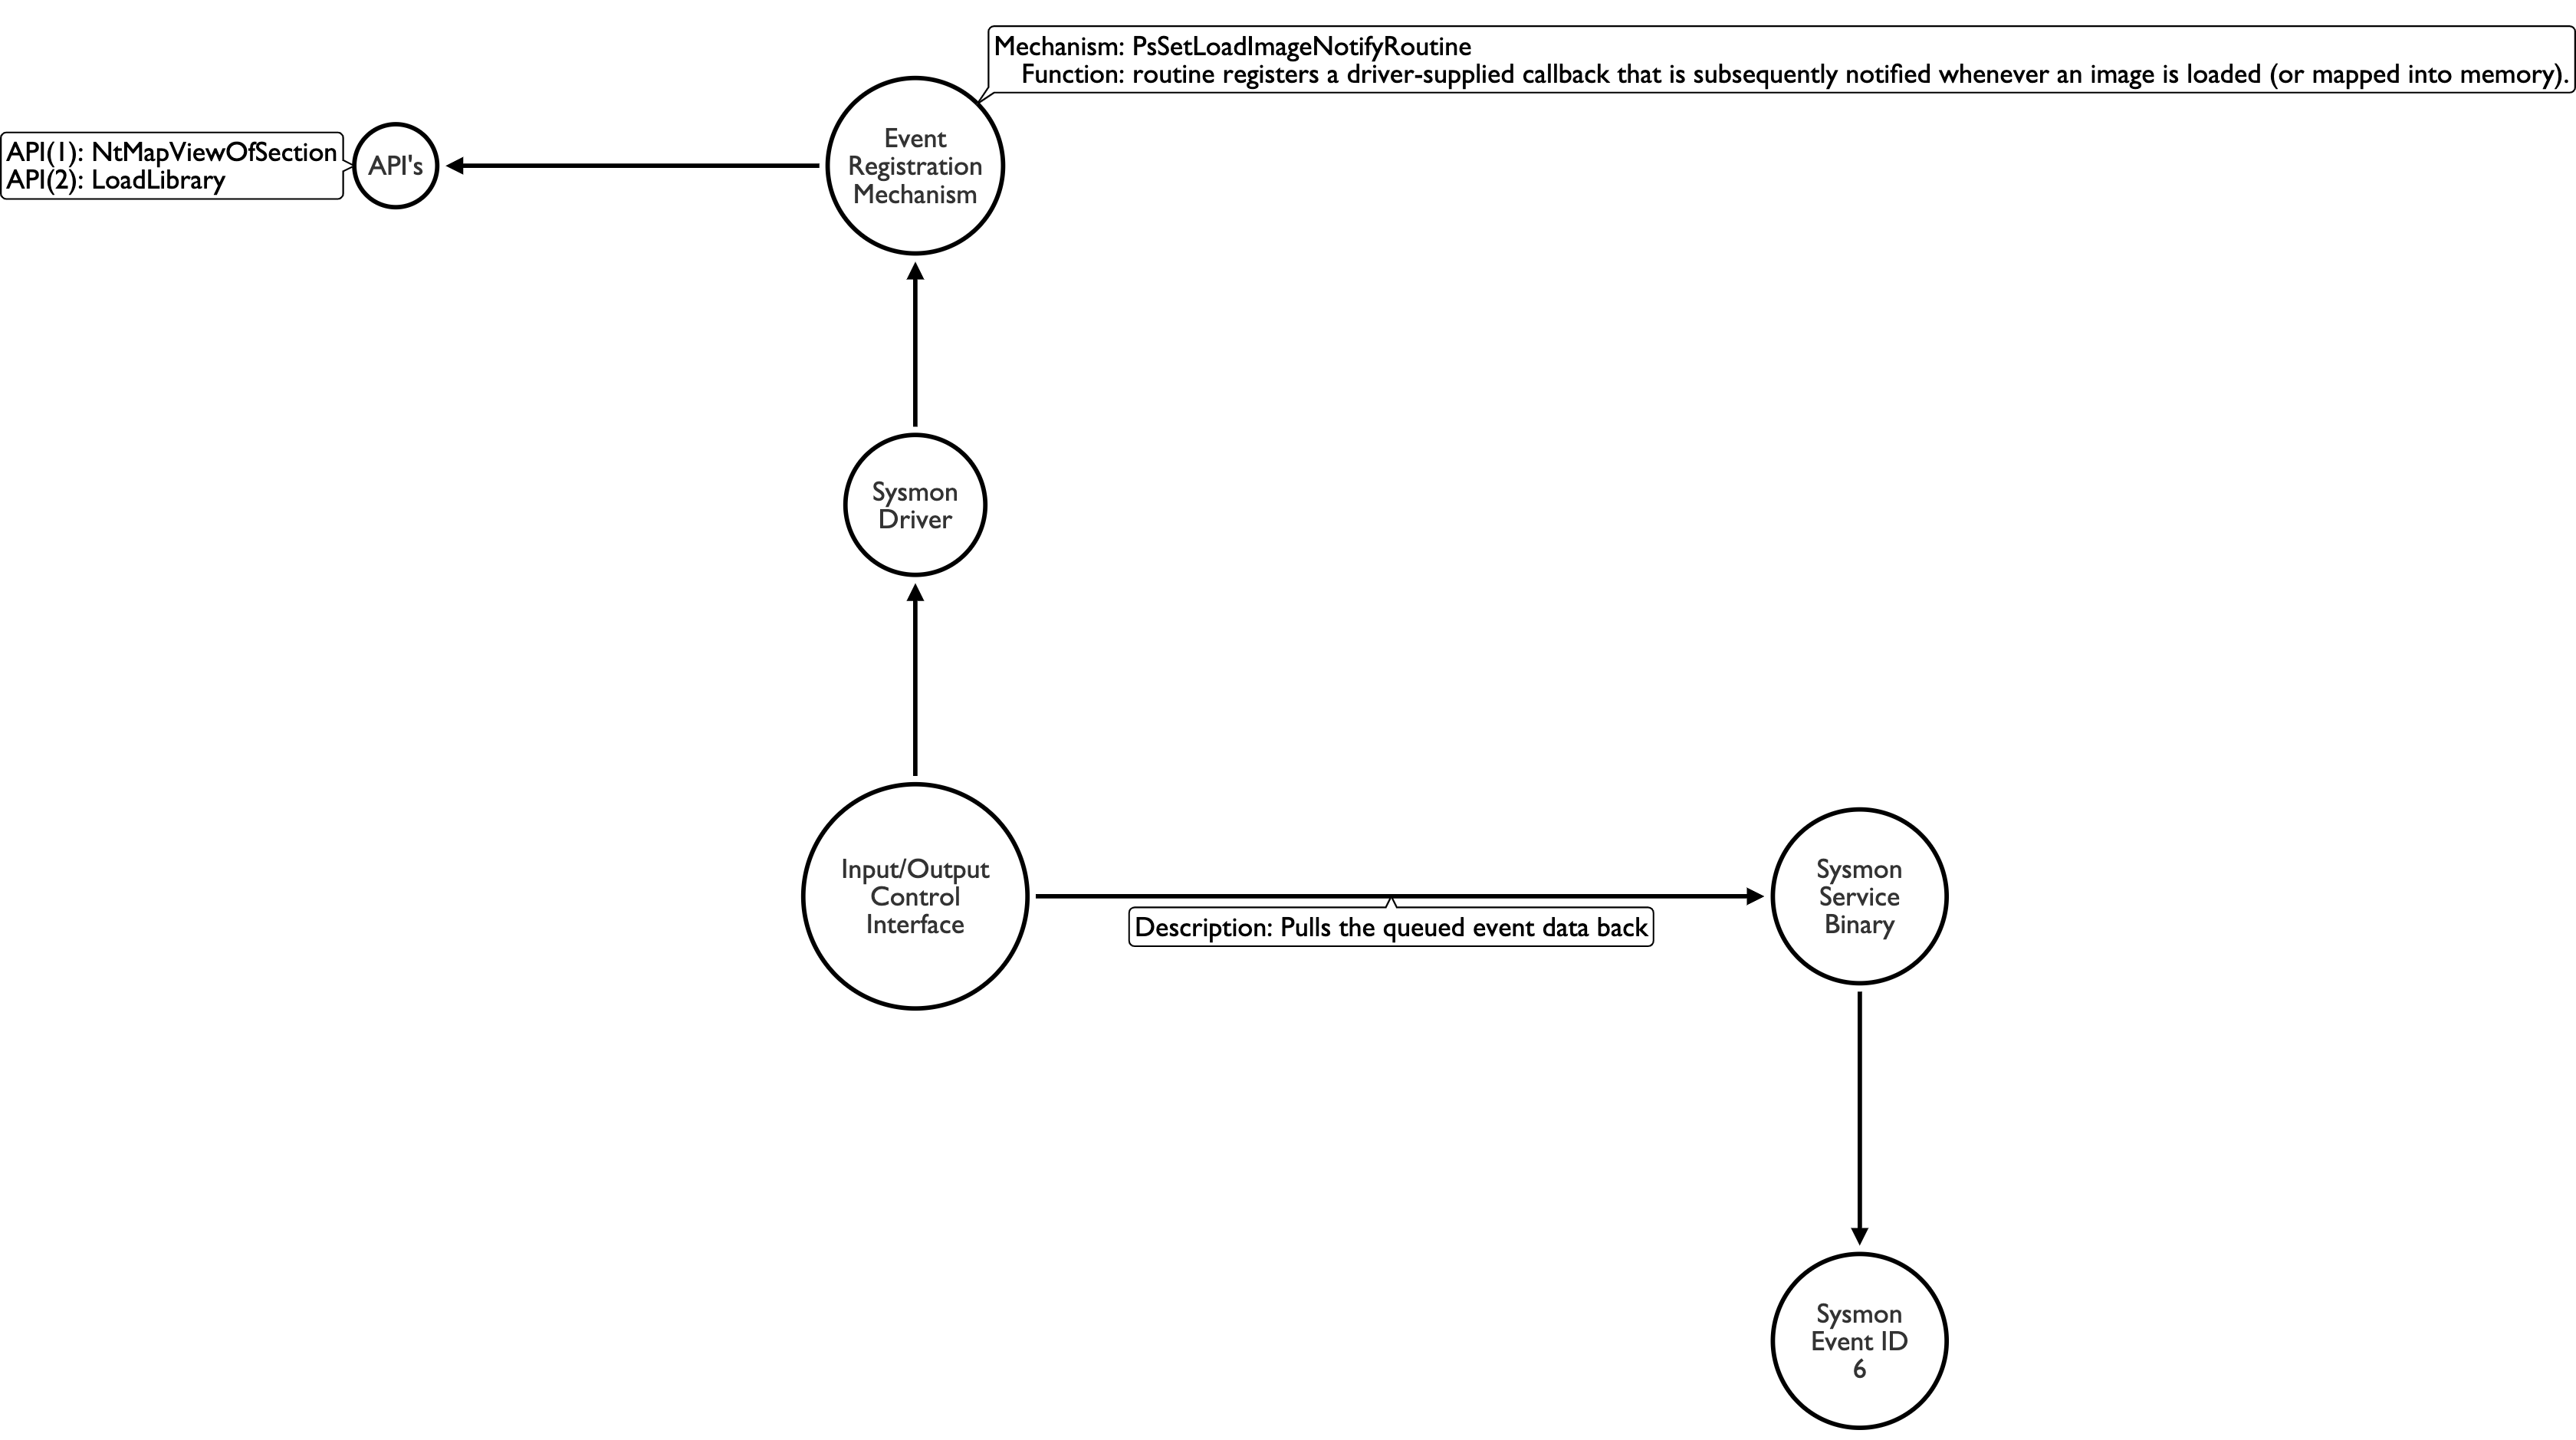 Mechanism: PsSetLoadImageNotifyRoutine
Function: routine registers a driver-supplied callback that is subsequently notified whenever an image is loaded (or mapped into memory).
Event
Registration
Mechanism
API(1): NtMapViewOfSection
API(2): LoadLibrary
API's
Sysmon
Driver
Input/Output
Control
Interface
Description: Pulls the queued event data back
Sysmon
Service
Binary
Sysmon
Event ID
6